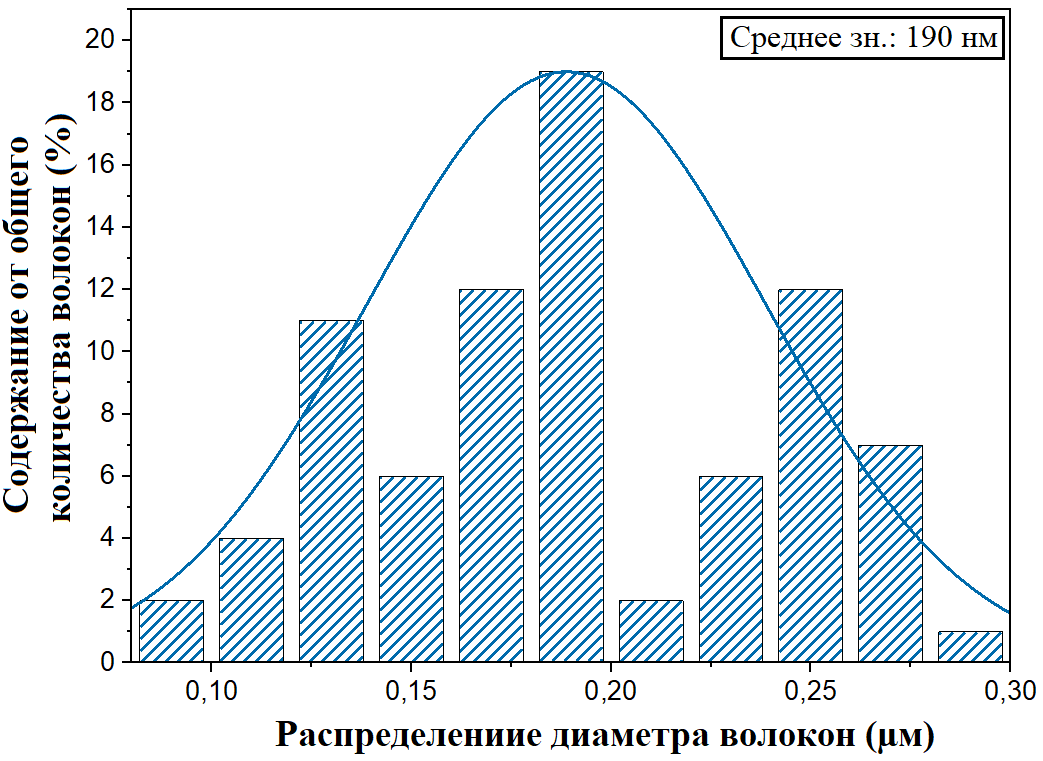 Среднее зн.: 190 нм
Содержание от общего
количества волокон (%)
20
18
16
14
12
10
8
6
4
2
0
0,10 0,15 0,20 0,25 0,30
Распределениие диаметра волокон (μм)